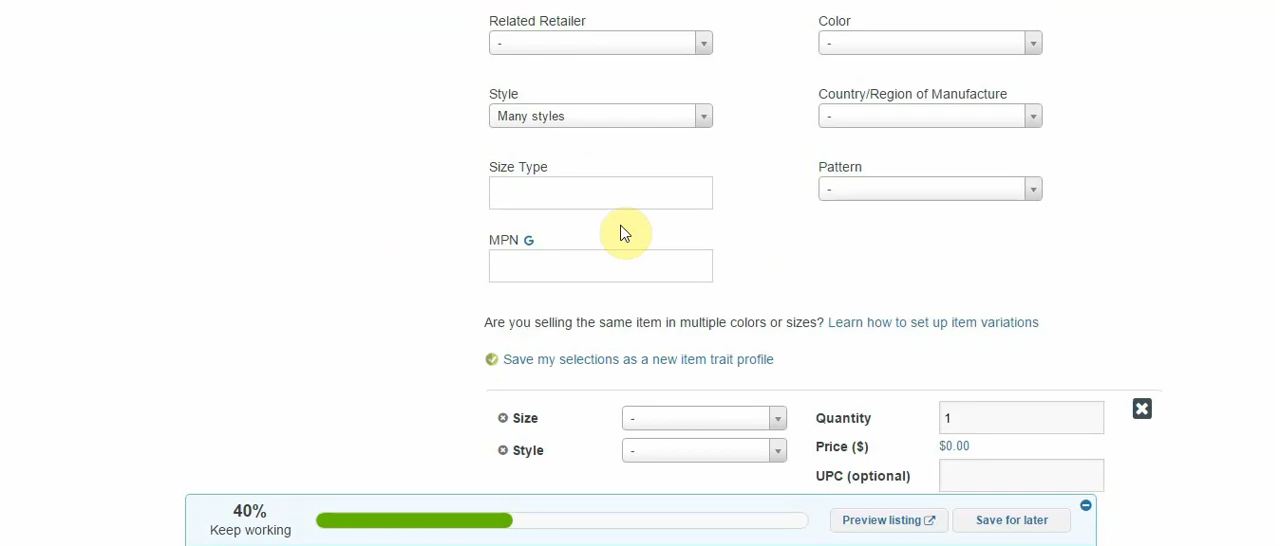 Related Retailer
Color
-
-
Style
Country/Region of Manufacture
Many styles
-
Size Type
Pattern
-
MPN G
Are you selling the same item in multiple colors or sizes? Learn how to set up item variations
Save my selections as a new item trait profile
Size
-
Quantity
1
Price ($)
$0.00
Style
-
UPC (optional)
40%
Keep working
Preview listing
Save for later